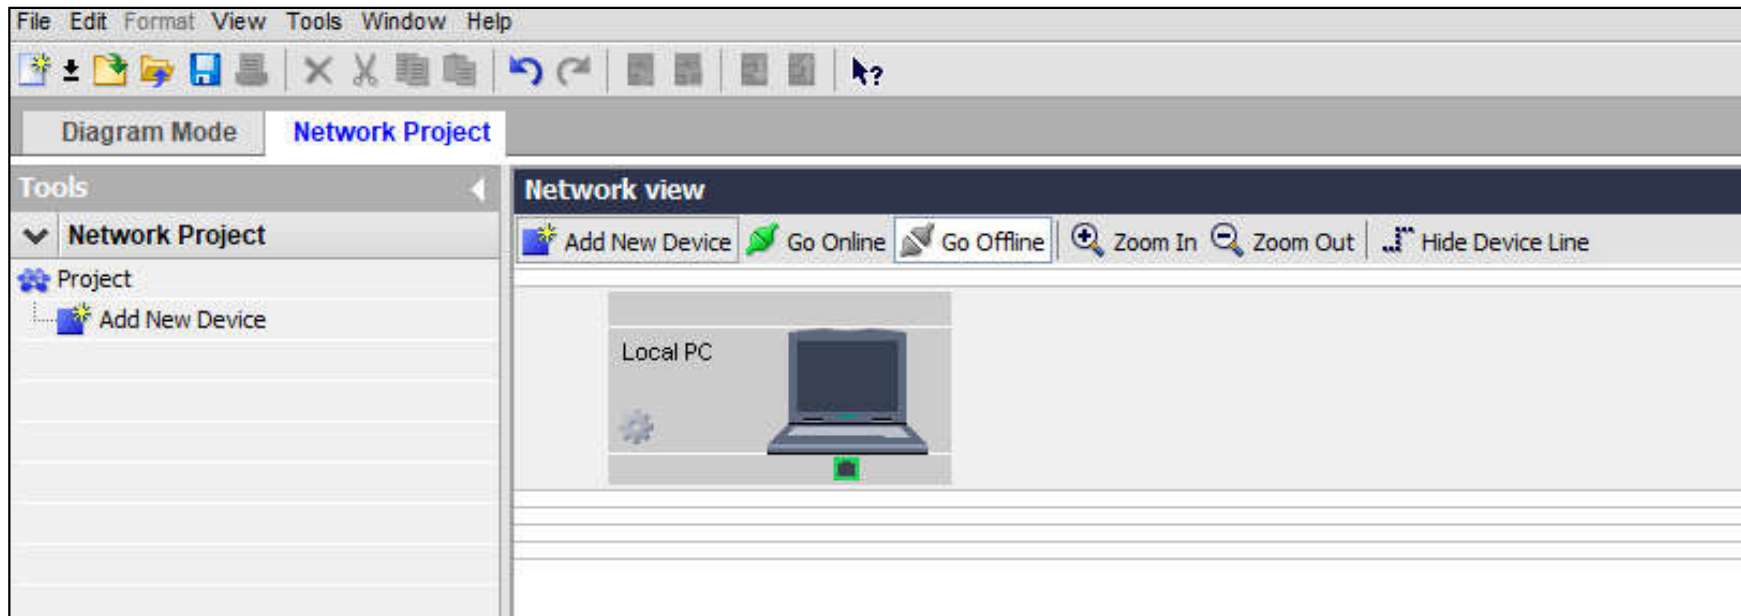 File Edit Format View Tools Window Help
Diagram Mode Network Project
Tools
Network Project
Project
Add New Device
Network view
Add New Device Go Online Go Offline Zoom In Zoom Out Hide Device Line
Local PC